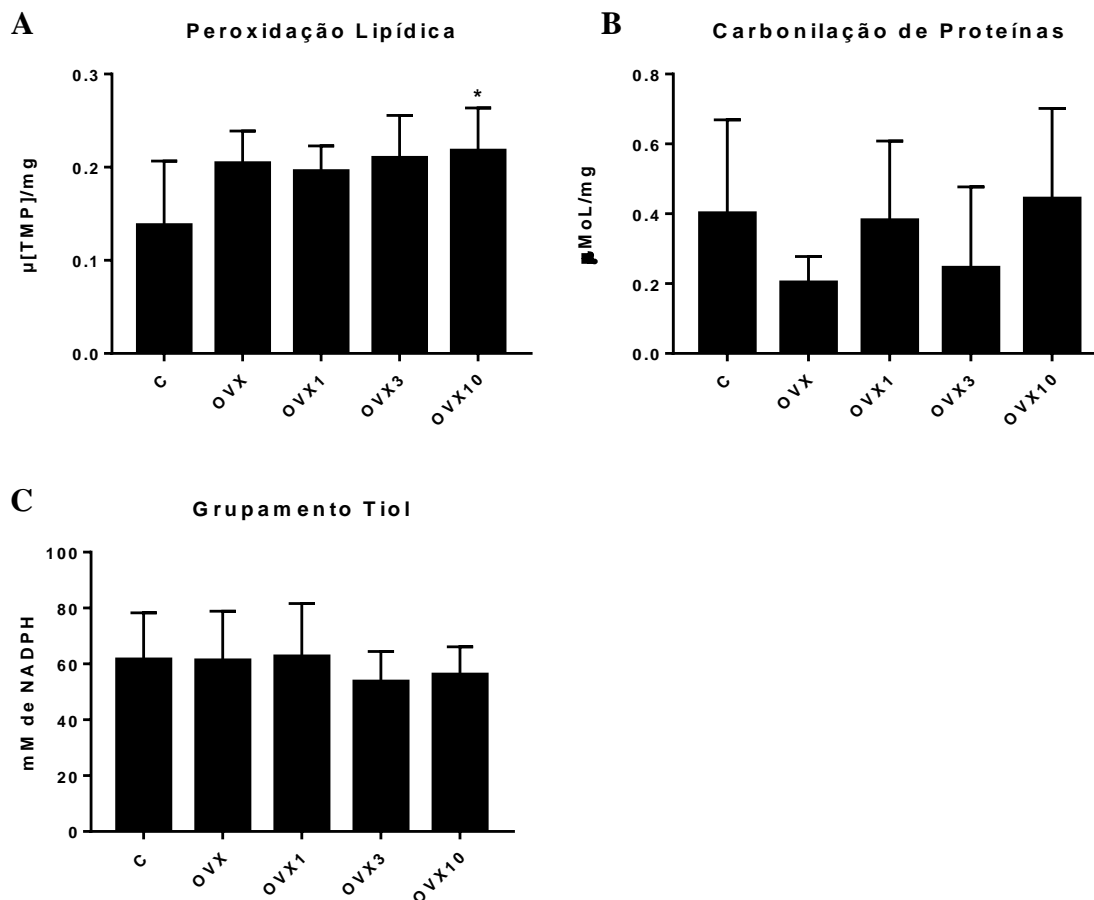 A
Peroxidação Lipídica
µ[TMP]/mg
0.3
0.2
0.1
0.0
*
C
OVX
OVX1
OVX3
OVX10
B
Carbonilação de Proteínas
MoL/mg
0.8
0.6
0.4
0.2
0.0
C
OVX
OVX1
OVX3
OVX10
C
Grupamento Tiol
mM de NADPH
100
80
60
40
20
0
C
OVX
OVX1
OVX3
OVX10